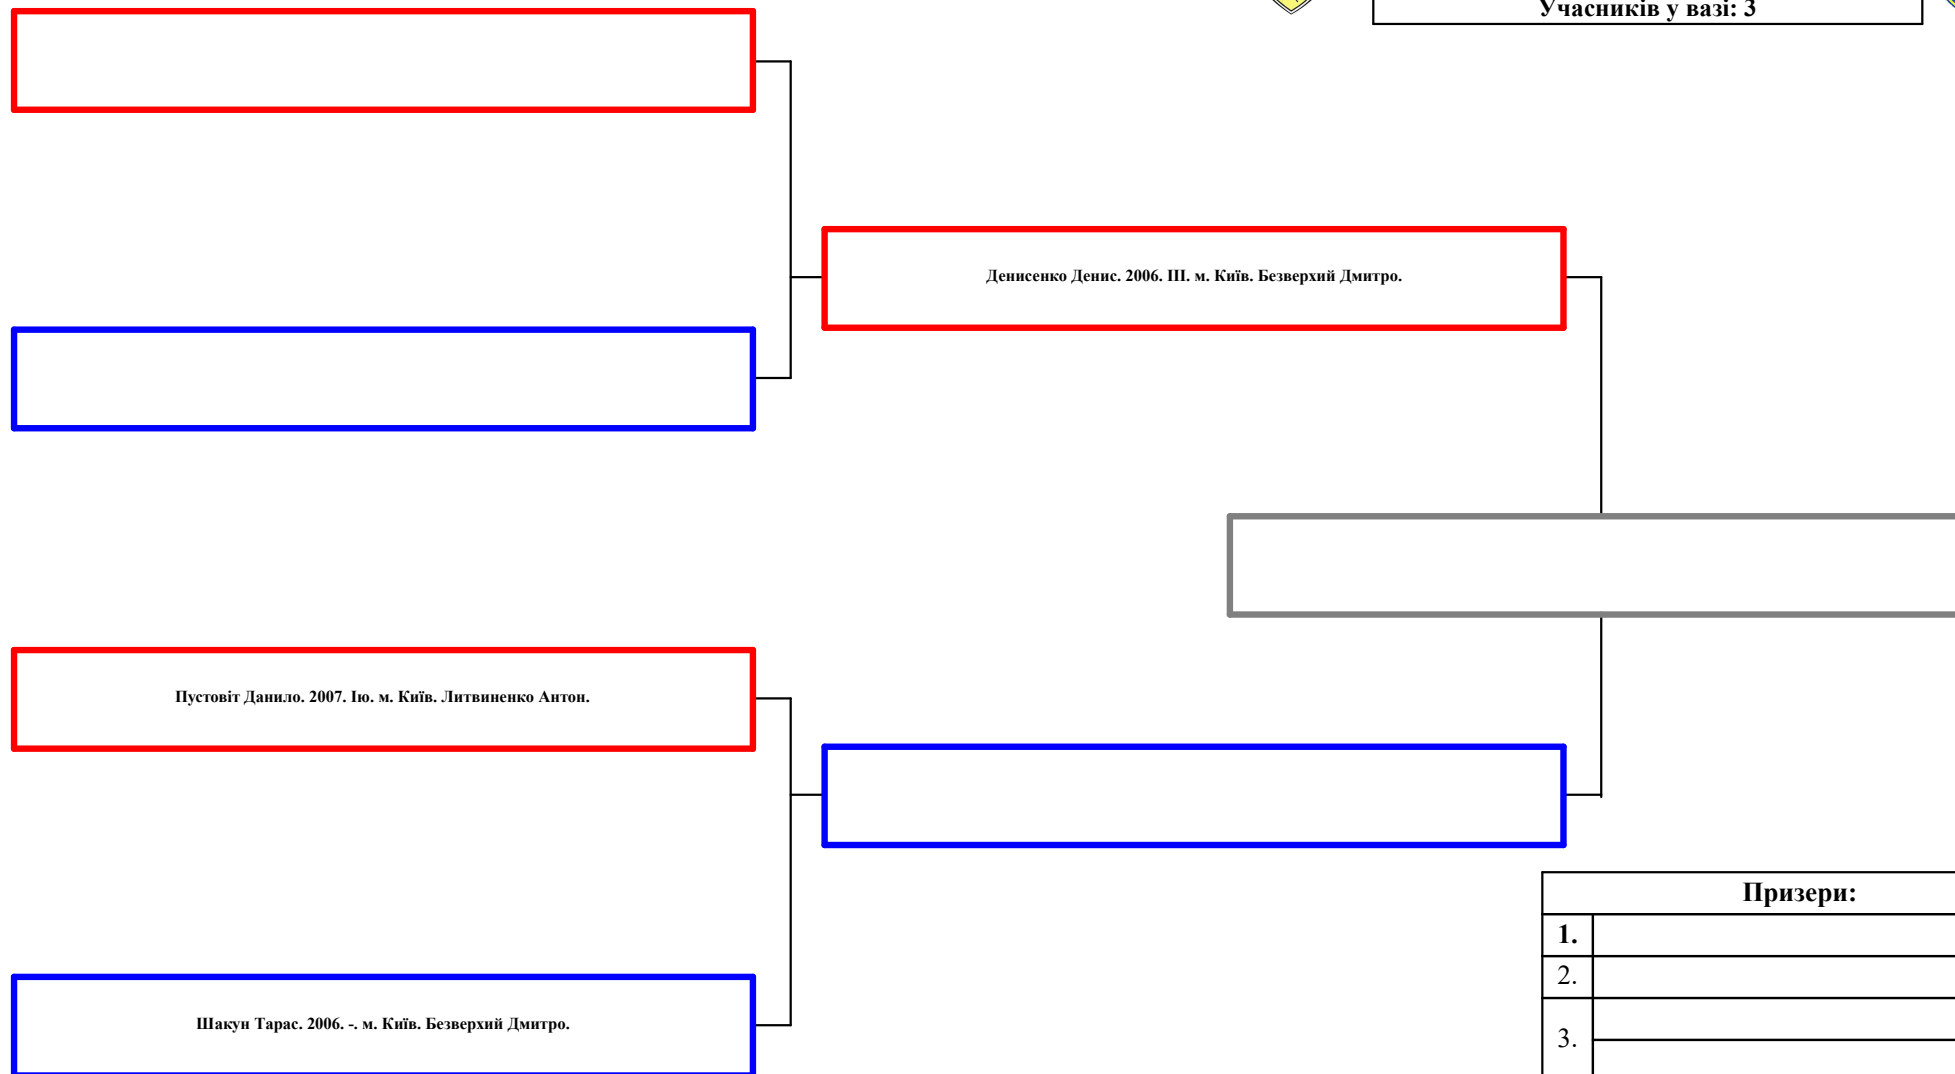 Учасників у вазі: 3
Денисенко Денис. 2006. ІІІ. м. Київ. Безверхий Дмитро.
Пустовіт Данило. 2007. Ію. м. Київ. Литвиненко Антон.
Шакун Тарас. 2006. -. м. Київ. Безверхий Дмитро.
Призери:
1.
2.
3.